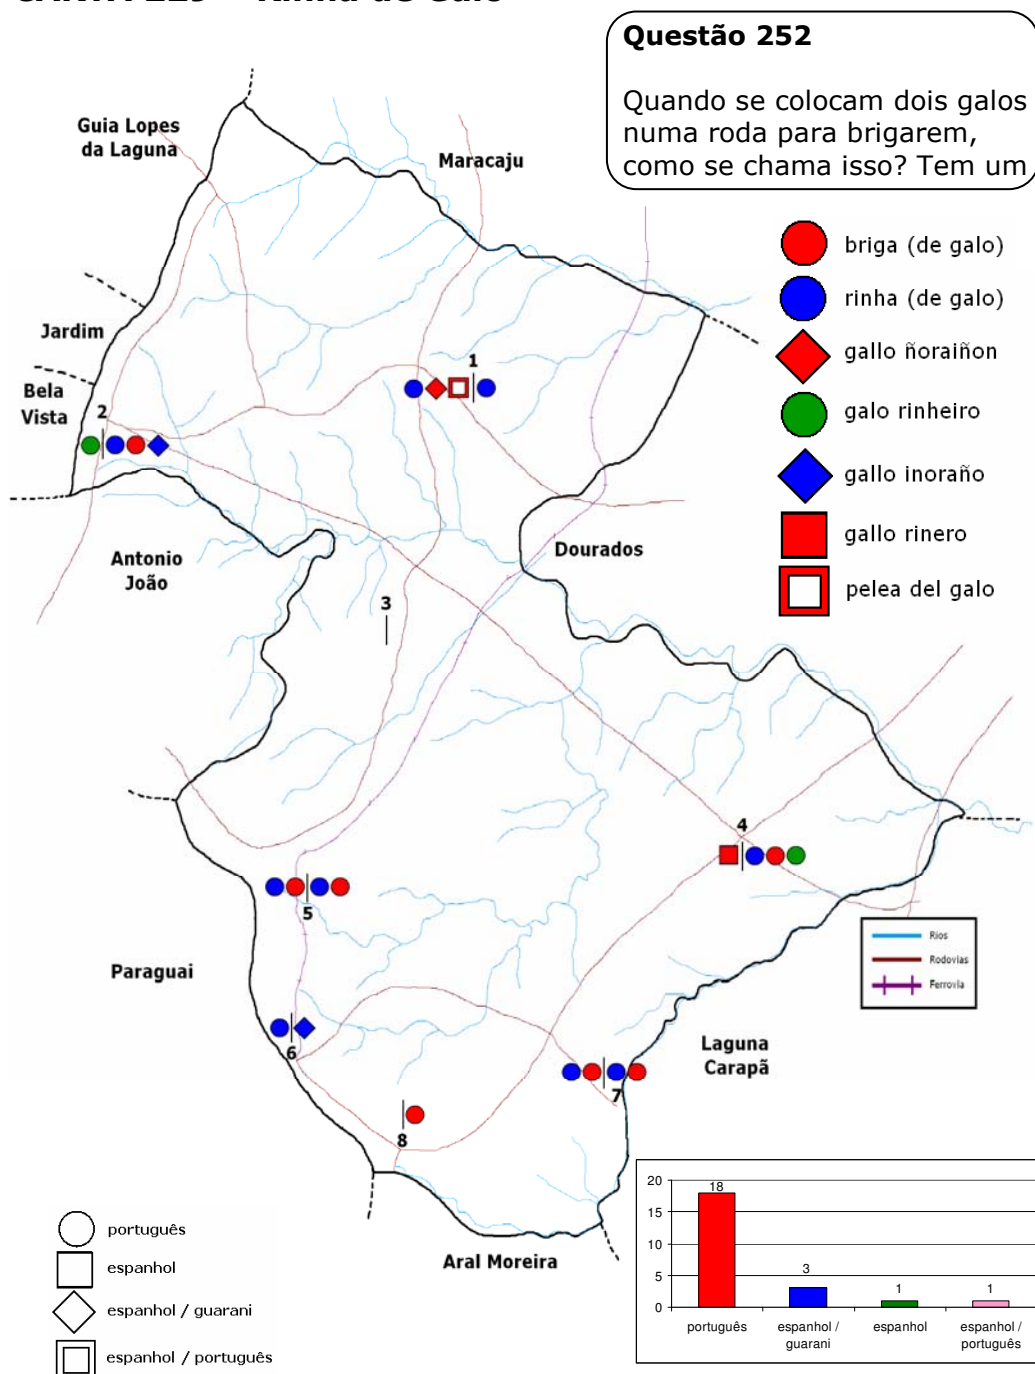 Questão 252
Quando se colocam dois galos
numa roda para brigarem,
como se chama isso? Tem um
Guia Lopes
da Laguna
Maracaju
briga (de galo)
rinha (de galo)
gallo ñoraiñon
galo rinheiro
gallo inoraño
gallo rinero
pelea del galo
Jardim
Bela
Vista
1
2
Antonio
João
Dourados
3
4
5
Rios
Rodovias
Ferrovia
Paraguai
6
Laguna
Carapã
7
8
Aral Moreira
português
espanhol
espanhol / guarani
espanhol / português
20
15
10
5
0
18
3
1
1
português
espanhol /
guarani
espanhol
espanhol /
português